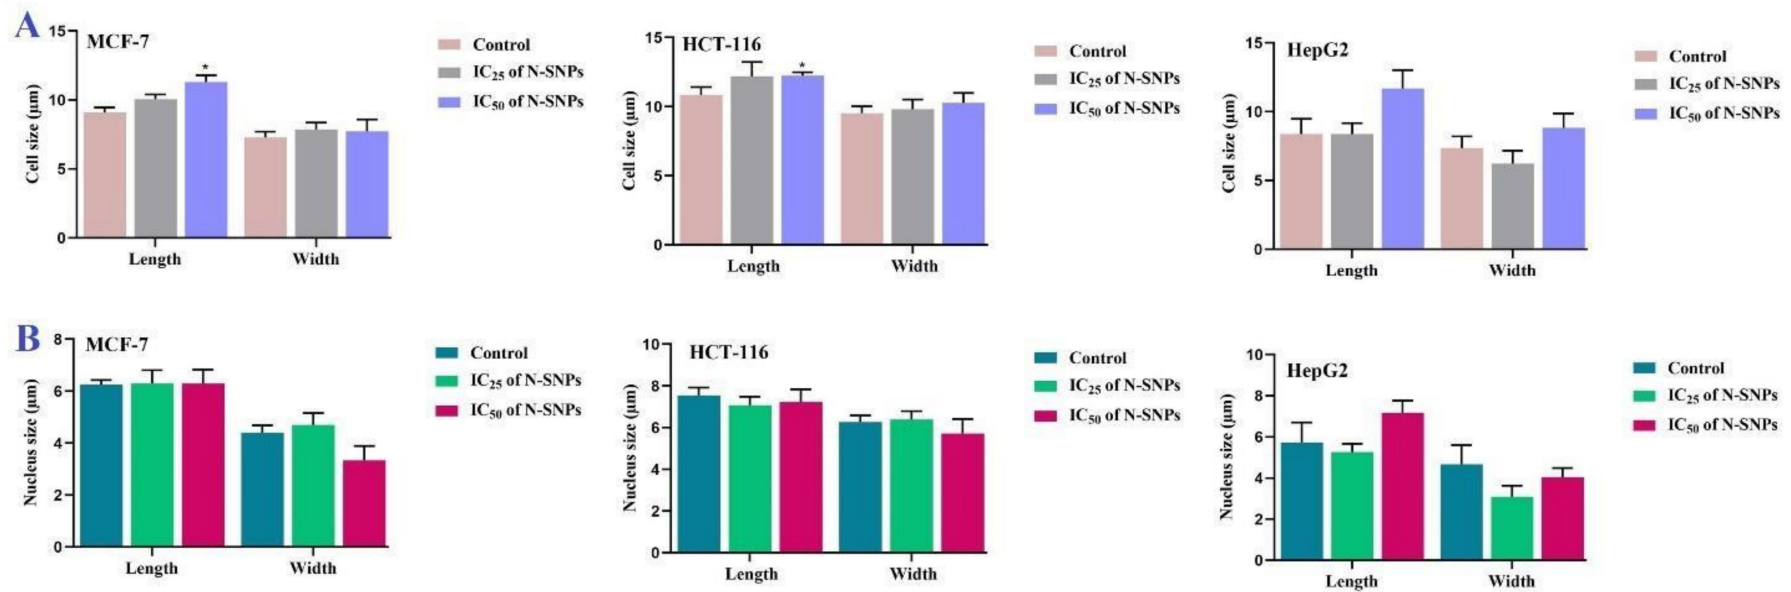 A
MCF-7
15
10
5
0
Cell size (µm)
*
Length
Width
Control
IC25 of N-SNPs
IC50 of N-SNPs
HCT-116
15
10
5
0
Cell size (µm)
*
Length
Width
Control
IC25 of N-SNPs
IC50 of N-SNPs
HepG2
15
10
5
0
Cell size (µm)
Length
Width
Control
IC25 of N-SNPs
IC50 of N-SNPs
B
MCF-7
8
6
4
2
0
Nucleus size (µm)
Length
Width
Control
IC25 of N-SNPs
IC50 of N-SNPs
HCT-116
10
8
6
4
2
0
Nucleus size (µm)
Length
Width
Control
IC25 of N-SNPs
IC50 of N-SNPs
HepG2
10
8
6
4
2
0
Nucleus size (µm)
Length
Width
Control
IC25 of N-SNPs
IC50 of N-SNPs